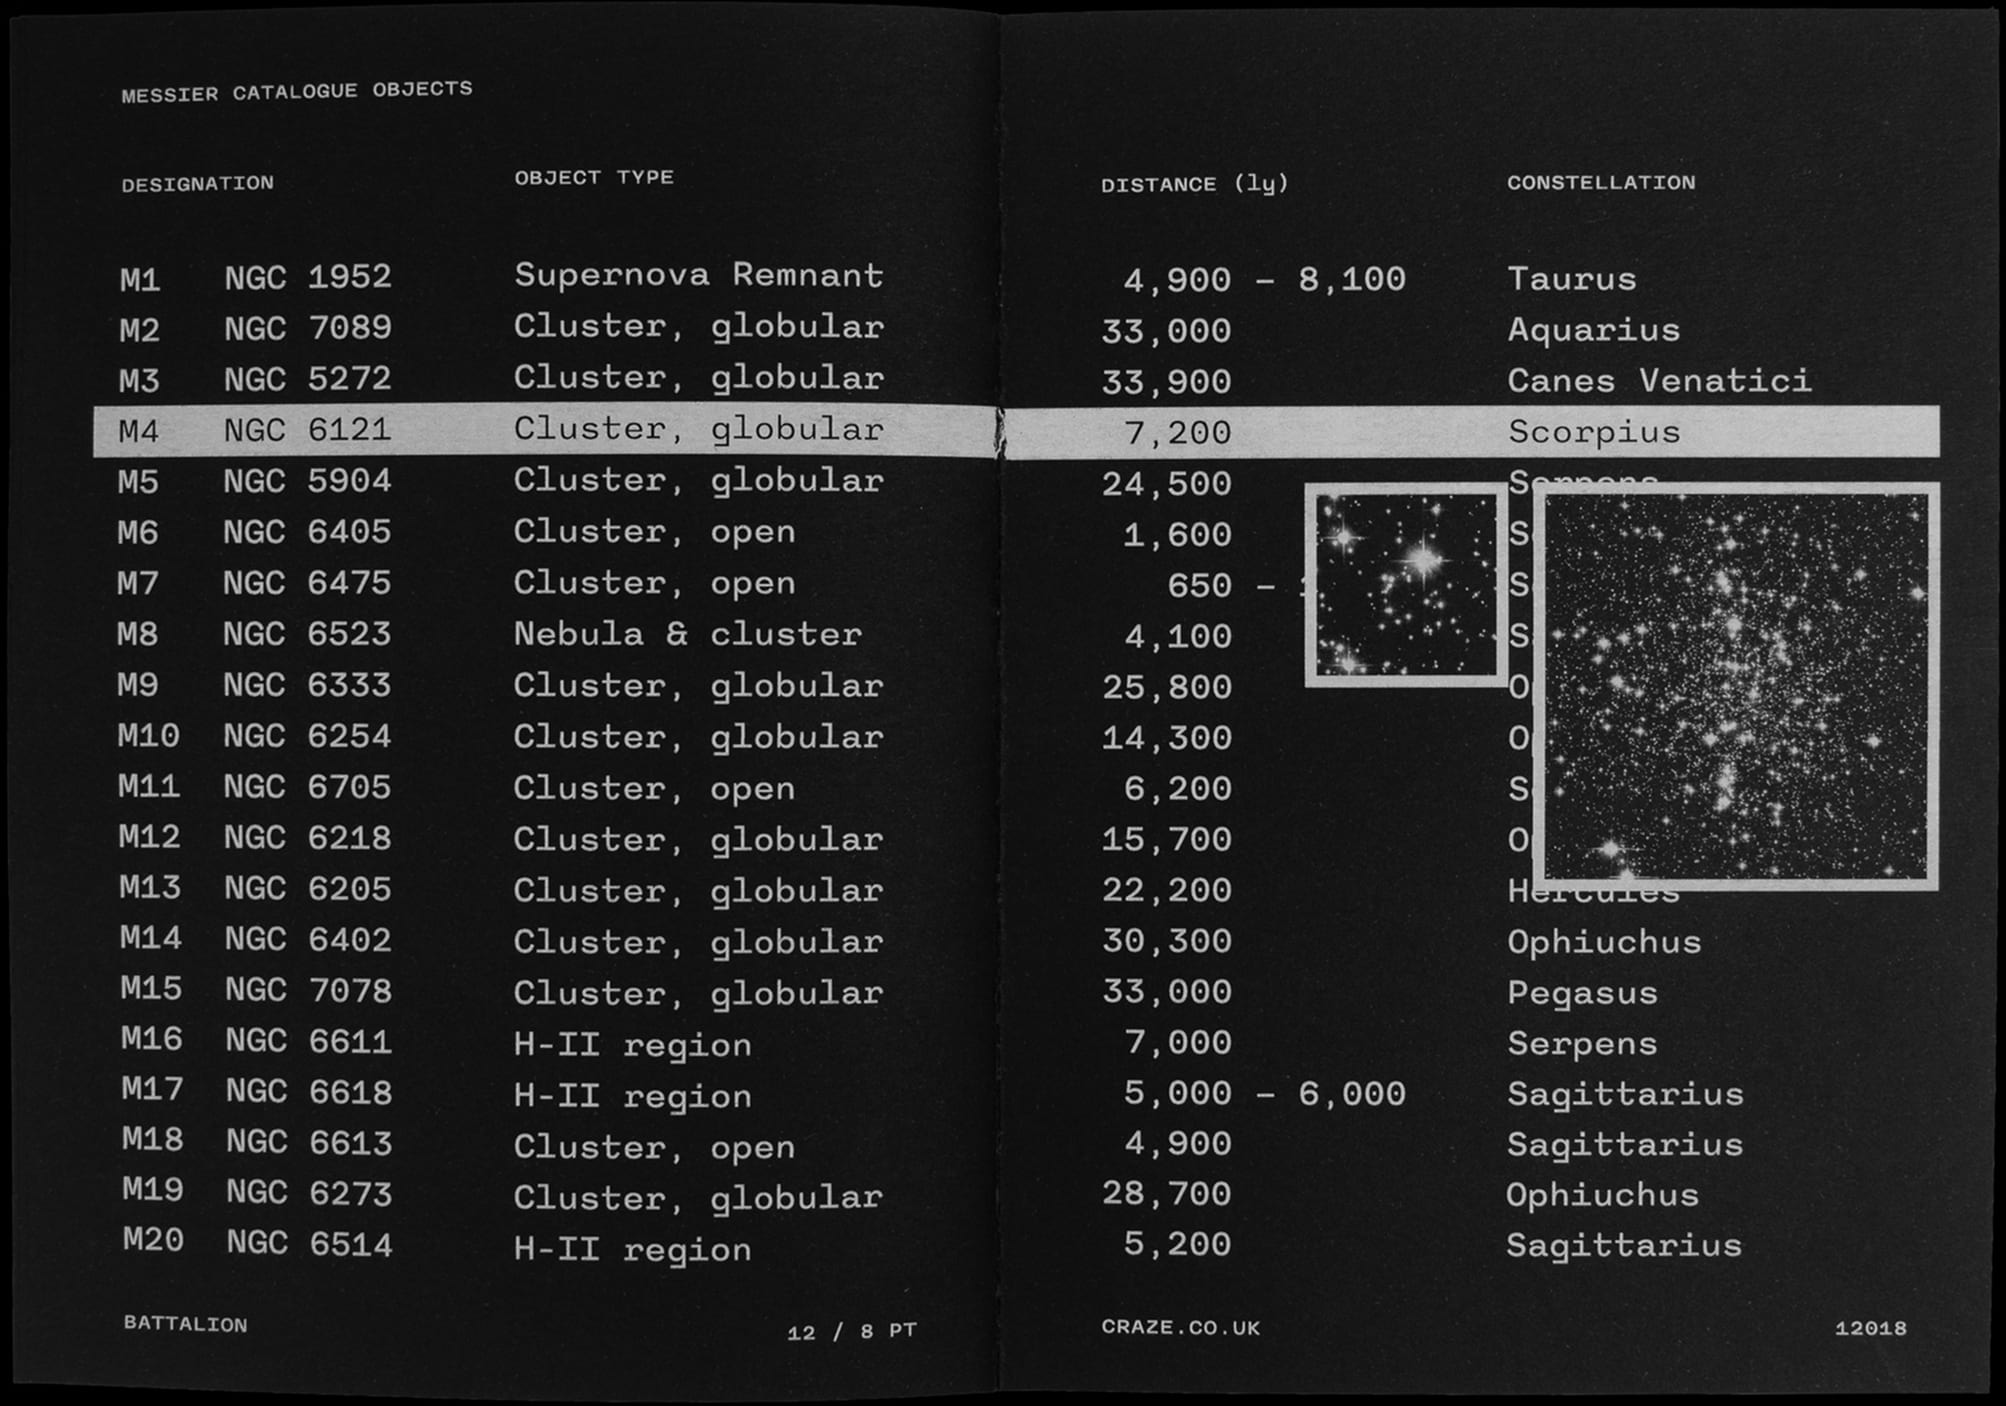 MESSIER CATALOGUE OBJECTS
DESIGNATION OBJECT TYPE DISTANCE (ly) CONSTELLATION
M1 NGC 1952 Supernova Remnant 4,900 – 8,100 Taurus
M2 NGC 7089 Cluster, globular 33,000 Aquarius
M3 NGC 5272 Cluster, globular 33,900 Canes Venatici
M4 NGC 6121 Cluster, globular 7,200 Scorpius
M5 NGC 5904 Cluster, globular 24,500 Serpens
M6 NGC 6405 Cluster, open 1,600
M7 NGC 6475 Cluster, open 650 –
M8 NGC 6523 Nebula & cluster 4,100
M9 NGC 6333 Cluster, globular 25,800
M10 NGC 6254 Cluster, globular 14,300
M11 NGC 6705 Cluster, open 6,200
M12 NGC 6218 Cluster, globular 15,700
M13 NGC 6205 Cluster, globular 22,200 Hercules
M14 NGC 6402 Cluster, globular 30,300 Ophiuchus
M15 NGC 7078 Cluster, globular 33,000 Pegasus
M16 NGC 6611 H-II region 7,000 Serpens
M17 NGC 6618 H-II region 5,000 – 6,000 Sagittarius
M18 NGC 6613 Cluster, open 4,900 Sagittarius
M19 NGC 6273 Cluster, globular 28,700 Ophiuchus
M20 NGC 6514 H-II region 5,200 Sagittarius
BATTALION 12 / 8 PT CRAZE.CO.UK 12018